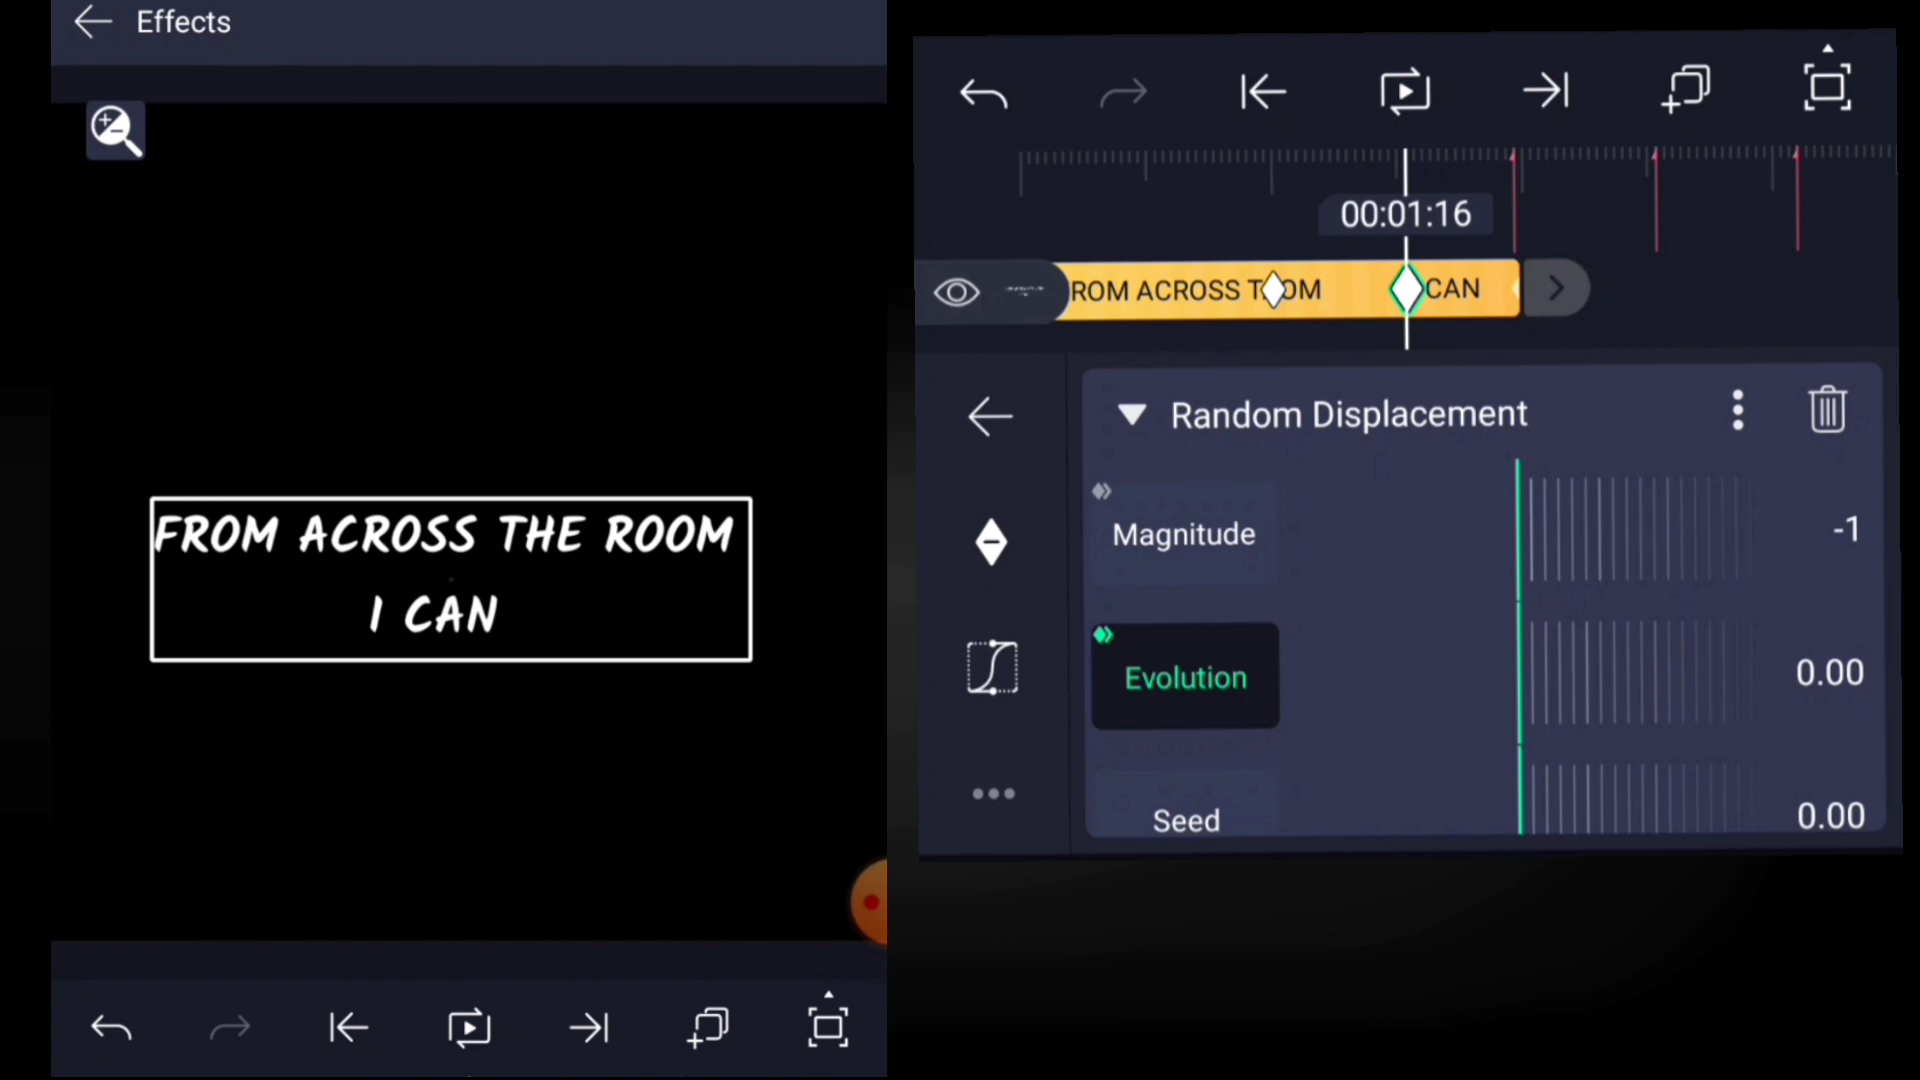 Effects
FROM ACROSS THE ROOM
I CAN
00:01:16
ROM ACROSS T OM CAN
Random Displacement
Magnitude -1
Evolution 0.00
Seed 0.00